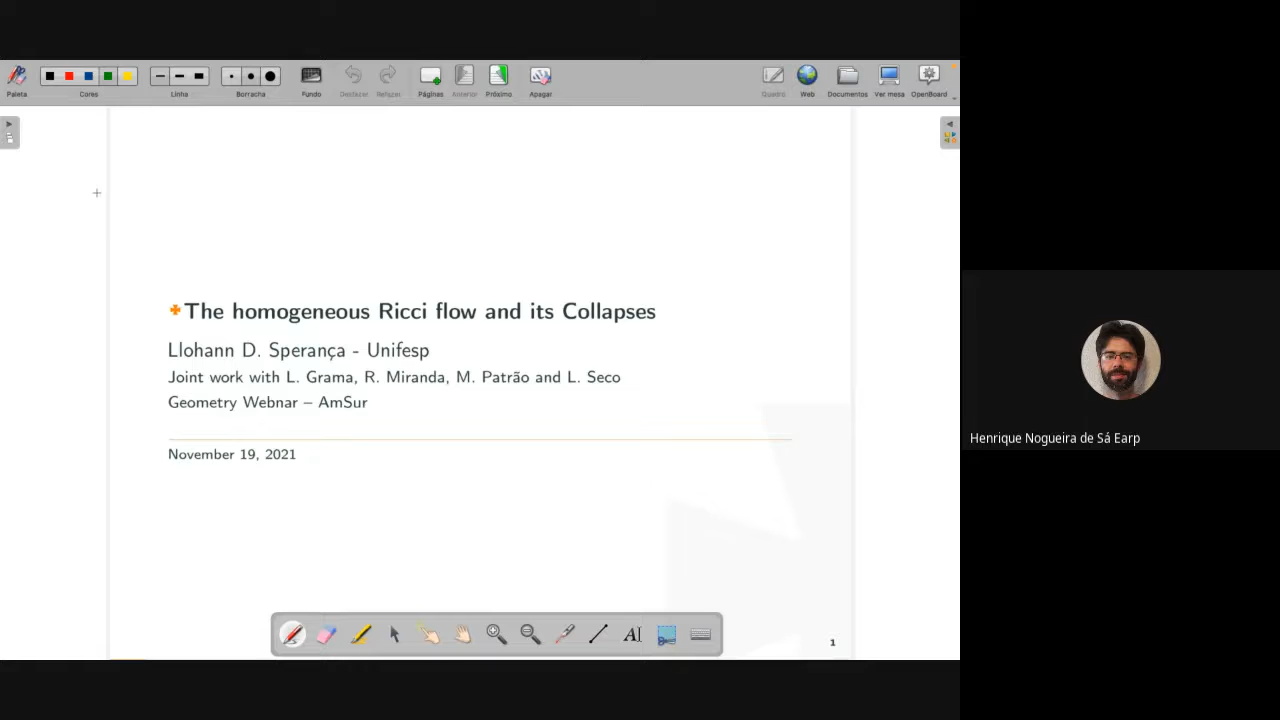 Paleta
Cores
Linha
Borracha
Fundo
Desfazer
Refazer
Páginas
Anterior
Próximo
Apagar
Quadro
Web
Documentos
Ver mesa
OpenBoard
The homogeneous Ricci flow and its Collapses
Llohann D. Sperança - Unifesp
Joint work with L. Grama, R. Miranda, M. Patrão and L. Seco
Geometry Webnar – AmSur
November 19, 2021
1
Henrique Nogueira de Sá Earp